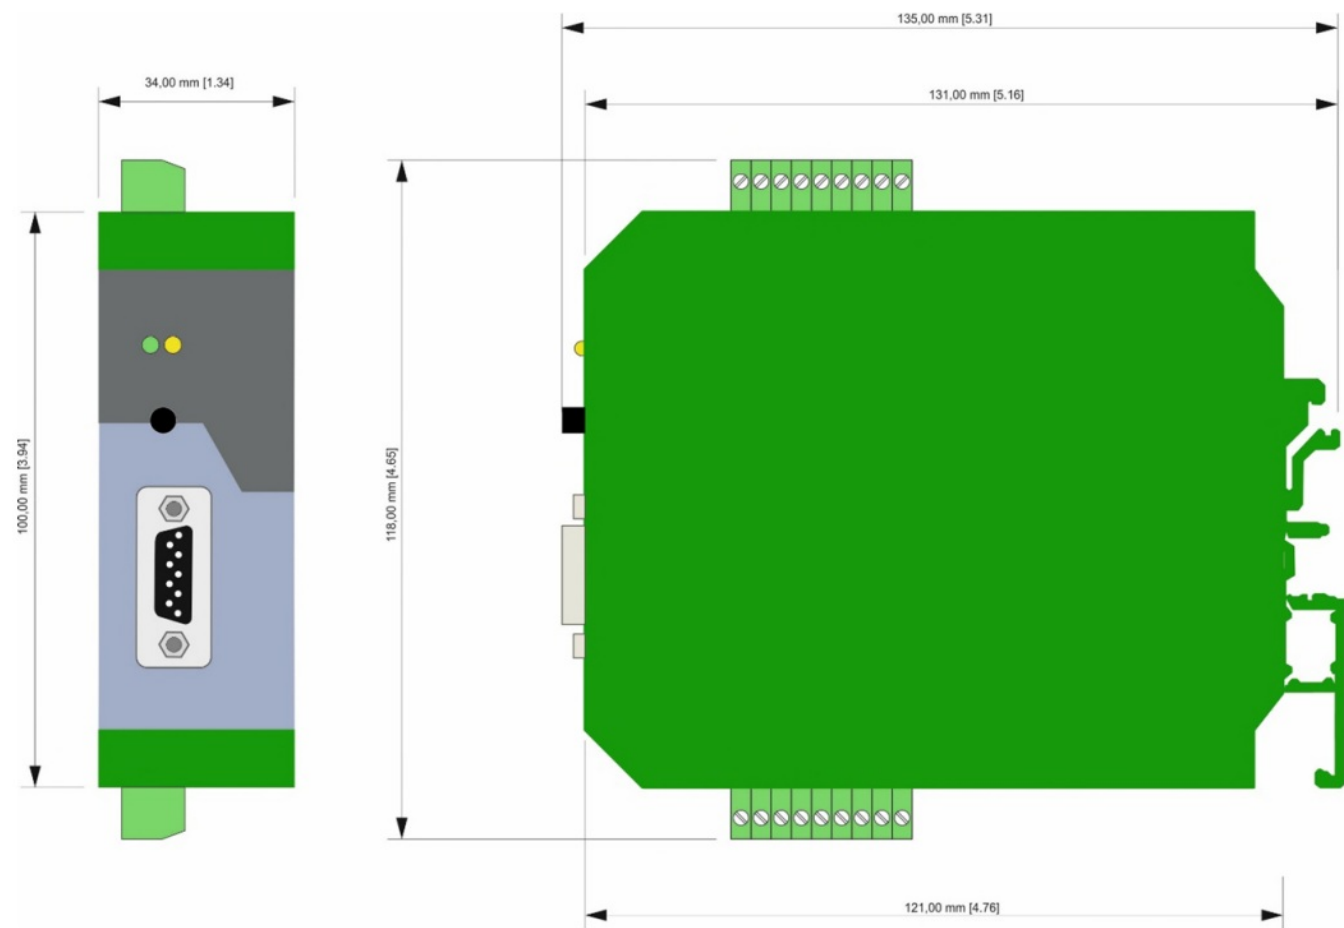 135,00 mm [5.31]
34,00 mm [1.34]
131,00 mm [5.16]
100,00 mm [3.94]
118,00 mm [4.65]
121,00 mm [4.76]